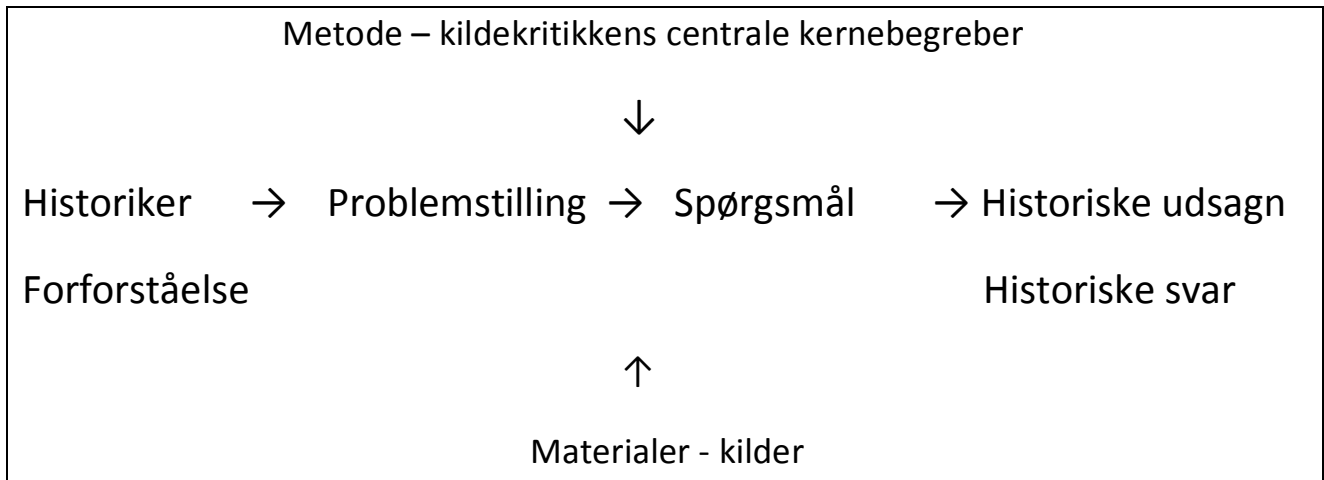 Metode – kildekritikkens centrale kernebegreber
↓
Historiker → Problemstilling → Spørgsmål → Historiske udsagn
Forforståelse Historiske svar
↑
Materialer - kilder